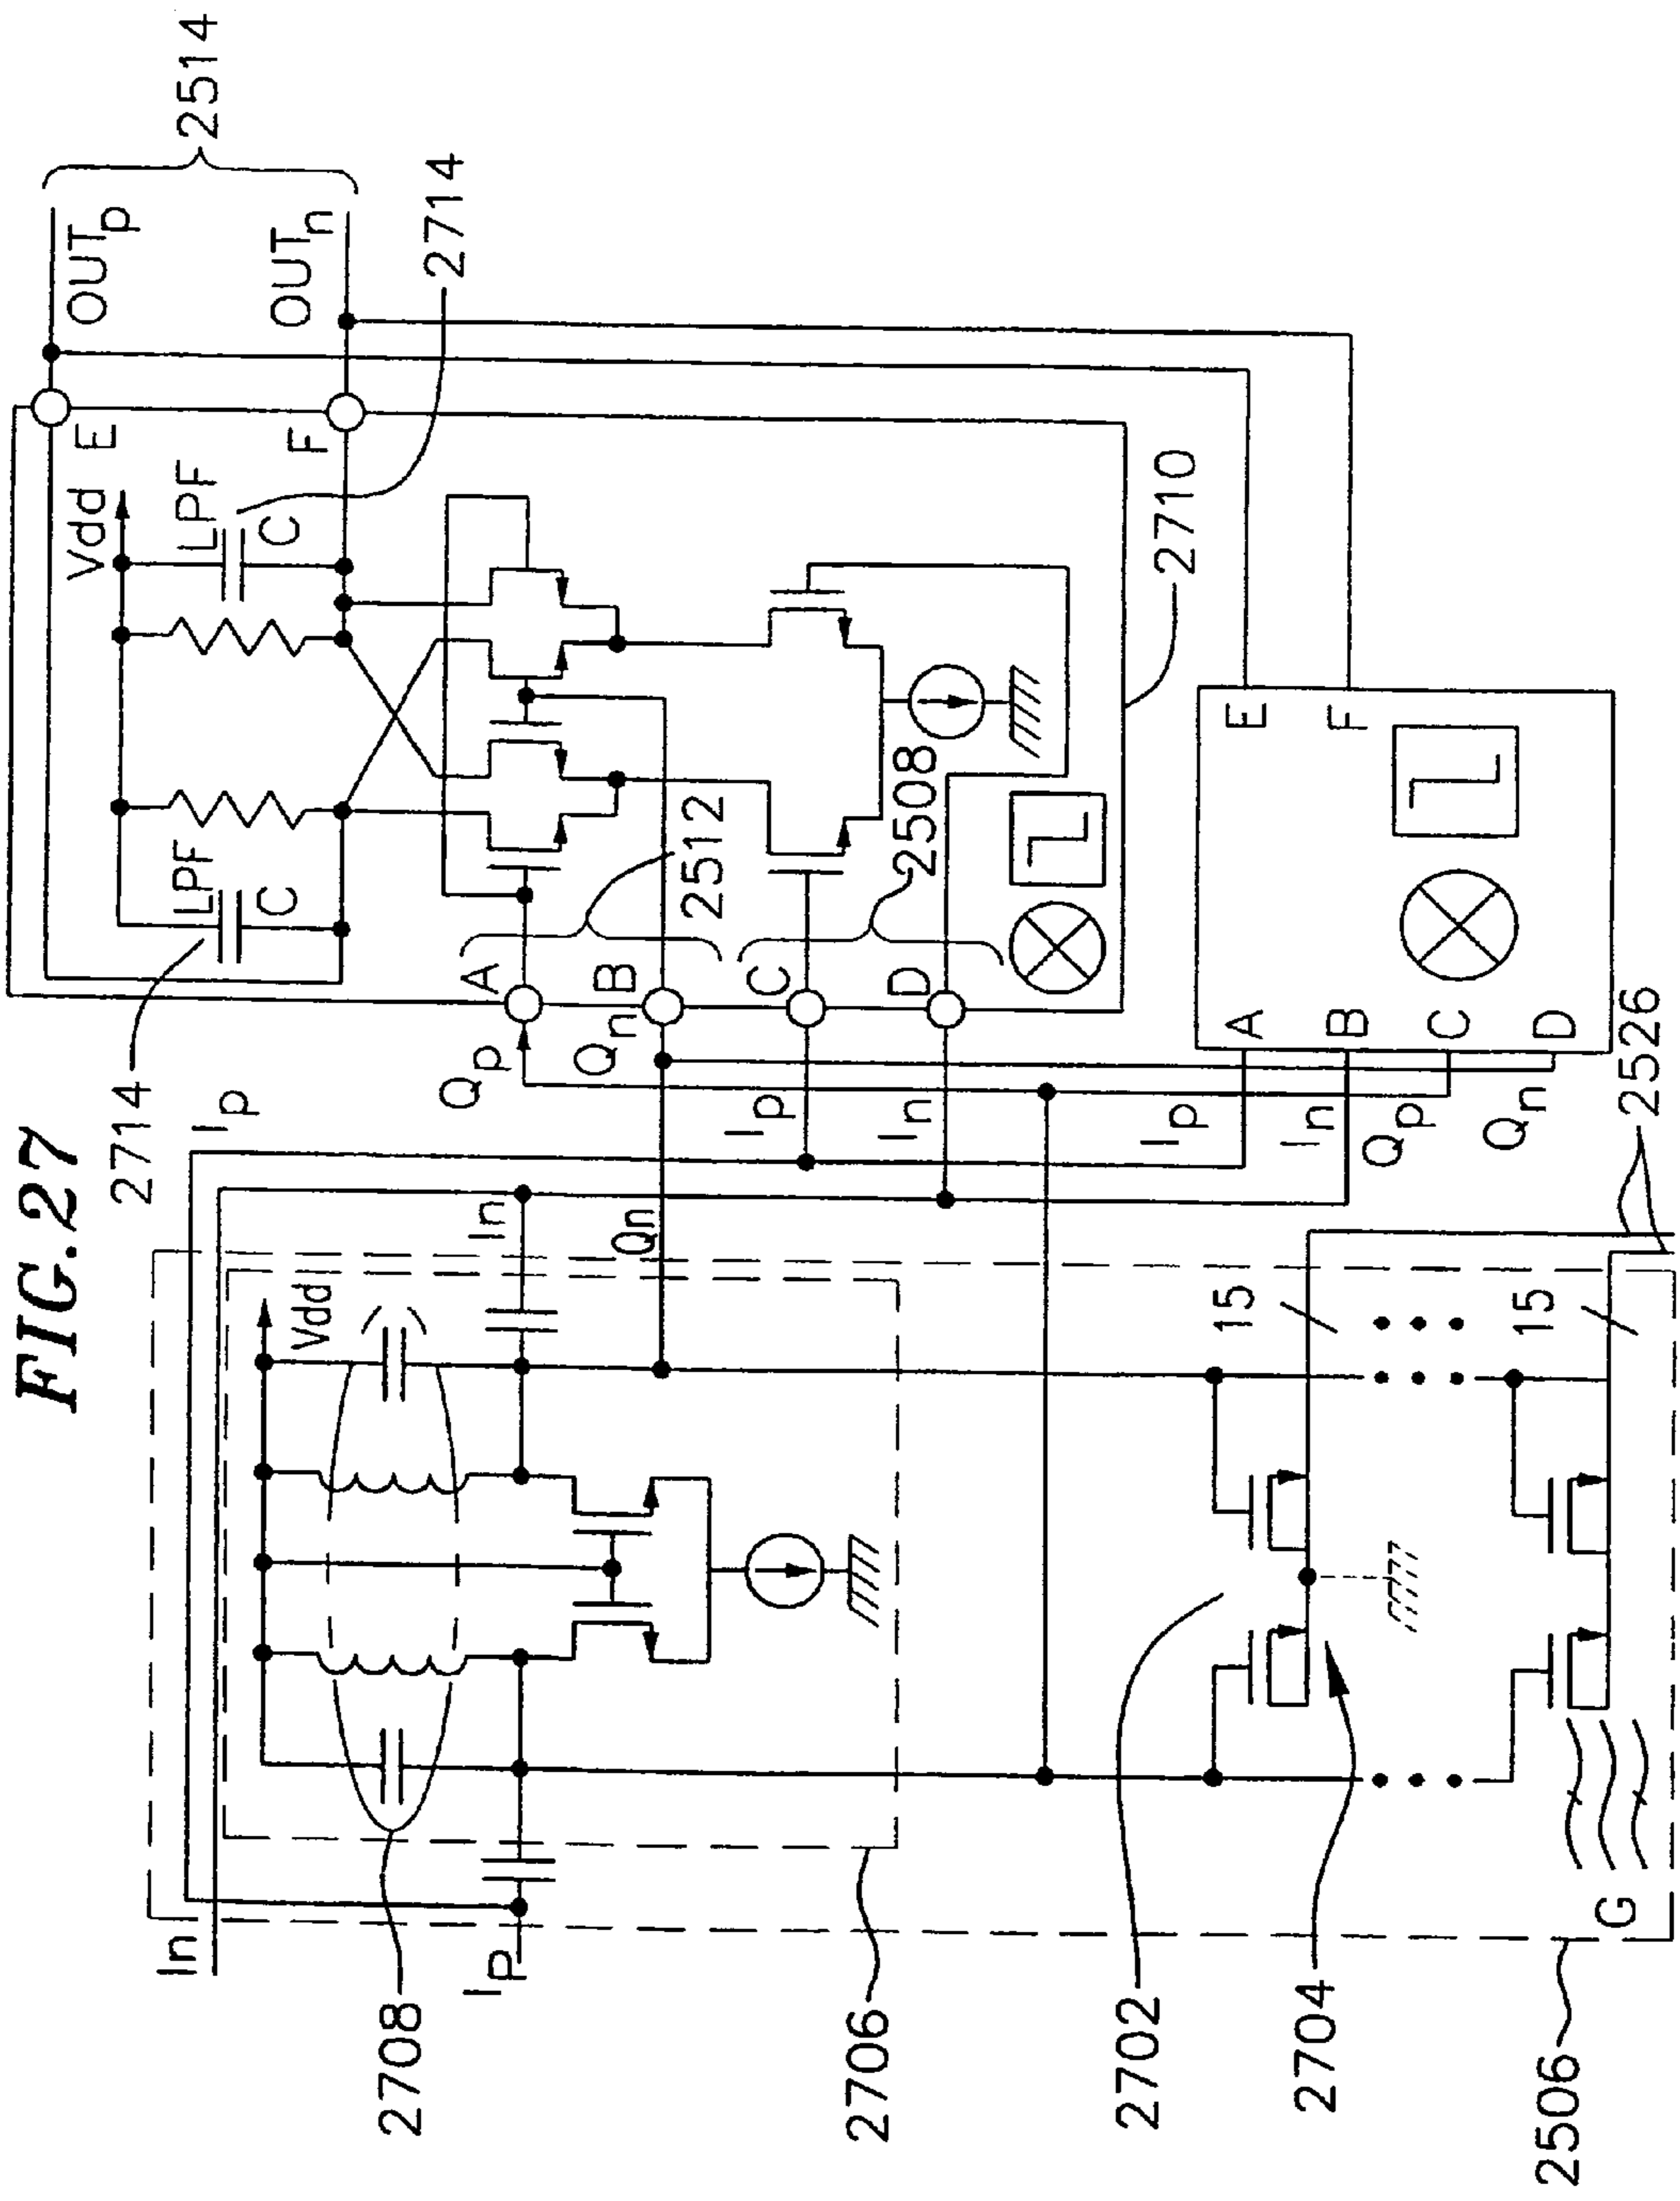 FIG.27
2514
OUTp
OUTn
2714
E
F
Vdd
LPF
C
LPF
C
2714
Ip
A
B
C
D
Qp
Qn
Ip
In
2512
2508
2710
In
Qn
Vdd
In
IP
2708
2706
E
F
A
B
C
D
Ip
In
Qp
Qn
2526
15
15
2702
2704
G
2506